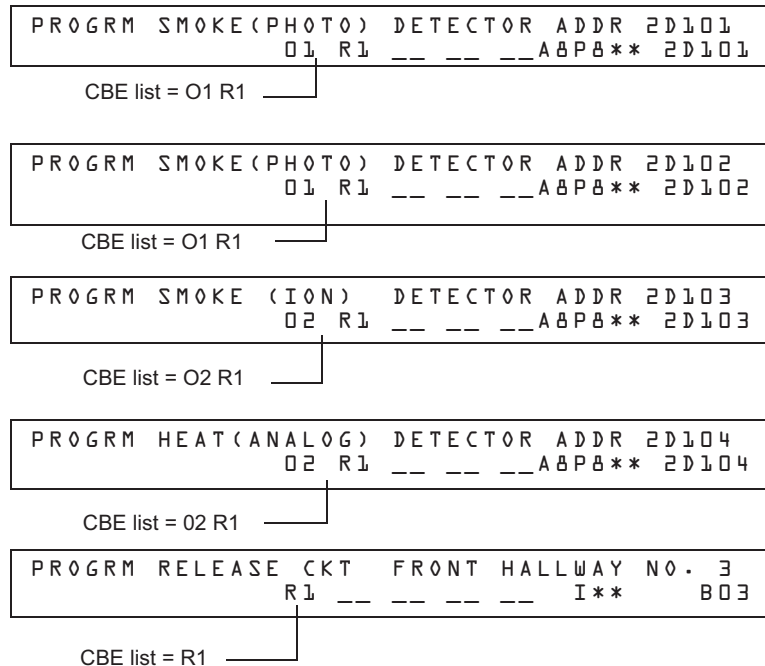 PROGRM SMOKE(PHOTO) DETECTOR ADDR 2D101
01 R1 __ __ __A8P8** 2D101
CBE list = O1 R1
PROGRM SMOKE(PHOTO) DETECTOR ADDR 2D102
01 R1 __ __ __A8P8** 2D102
CBE list = O1 R1
PROGRM SMOKE (ION) DETECTOR ADDR 2D103
02 R1 __ __ __A8P8** 2D103
CBE list = O2 R1
PROGRM HEAT(ANALOG) DETECTOR ADDR 2D104
02 R1 __ __ __A8P8** 2D104
CBE list = 02 R1
PROGRM RELEASE CKT FRONT HALLWAY NO. 3
R1 __ __ __ __ I** B03
CBE list = R1